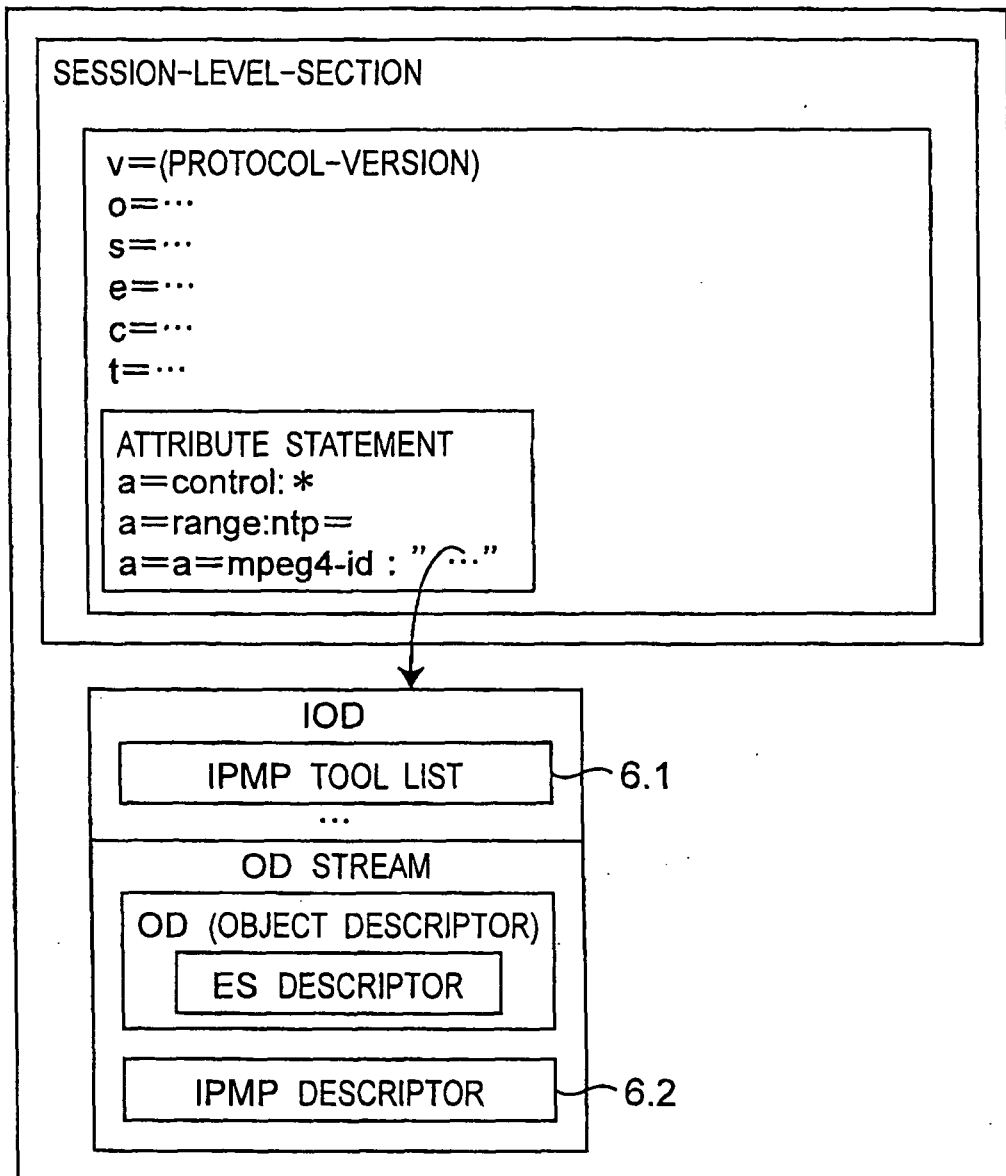 SESSION-LEVEL-SECTION
v=(PROTOCOL-VERSION)
o=…
s=…
e=…
c=…
t=…
ATTRIBUTE STATEMENT
a=control: *
a=range:ntp=
a=a=mpeg4-id : " … "
IOD
IPMP TOOL LIST
6.1
…
OD STREAM
OD (OBJECT DESCRIPTOR)
ES DESCRIPTOR
IPMP DESCRIPTOR
6.2